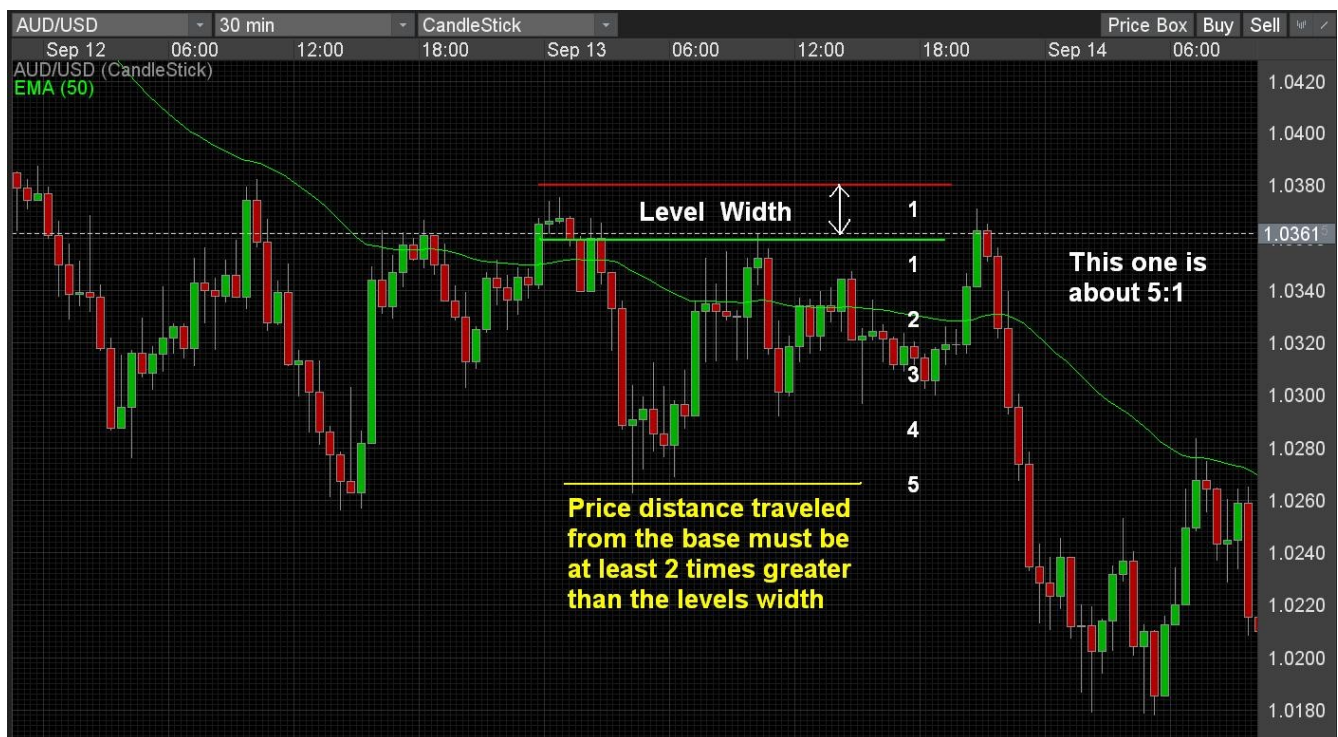 AUD/USD 30 min CandleStick Price Box Buy Sell
Sep 12 06:00 12:00 18:00 Sep 13 06:00 12:00 18:00 Sep 14 06:00
AUD/USD (CandleStick)
EMA (50)
1.0420
1.0400
1.0380
Level Width 1
1.0361
1
This one is
about 5:1
1.0340
2
1.0320
3
1.0300
4
1.0280
5
1.0260
Price distance traveled
from the base must be
at least 2 times greater
than the levels width
1.0240
1.0220
1.0200
1.0180